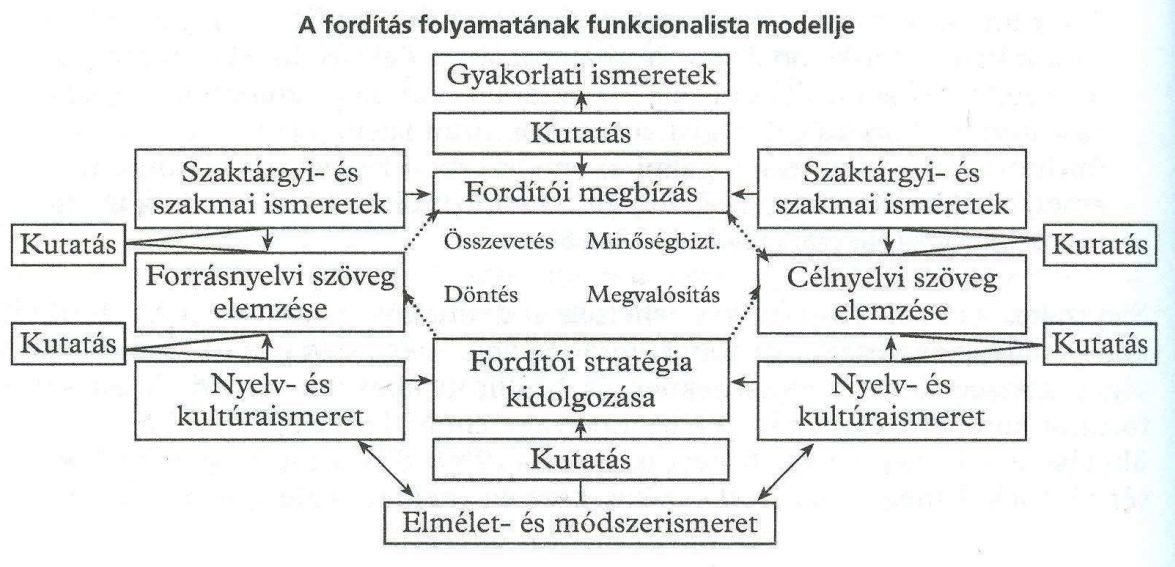 A fordítás folyamatának funkcionalista modellje
Gyakorlati ismeretek
Kutatás
Szaktárgyi- és
szakmai ismeretek
Fordítói megbízás
Szaktárgyi- és
szakmai ismeretek
Kutatás
Összevetés
Minőségbizt.
Kutatás
Forrásnyelvi szöveg
elemzése
Döntés
Megvalósítás
Célnyelvi szöveg
elemzése
Kutatás
Fordítói stratégia
kidolgozása
Kutatás
Nyelv- és
kultúraismeret
Nyelv- és
kultúraismeret
Kutatás
Elmélet- és módszerismeret